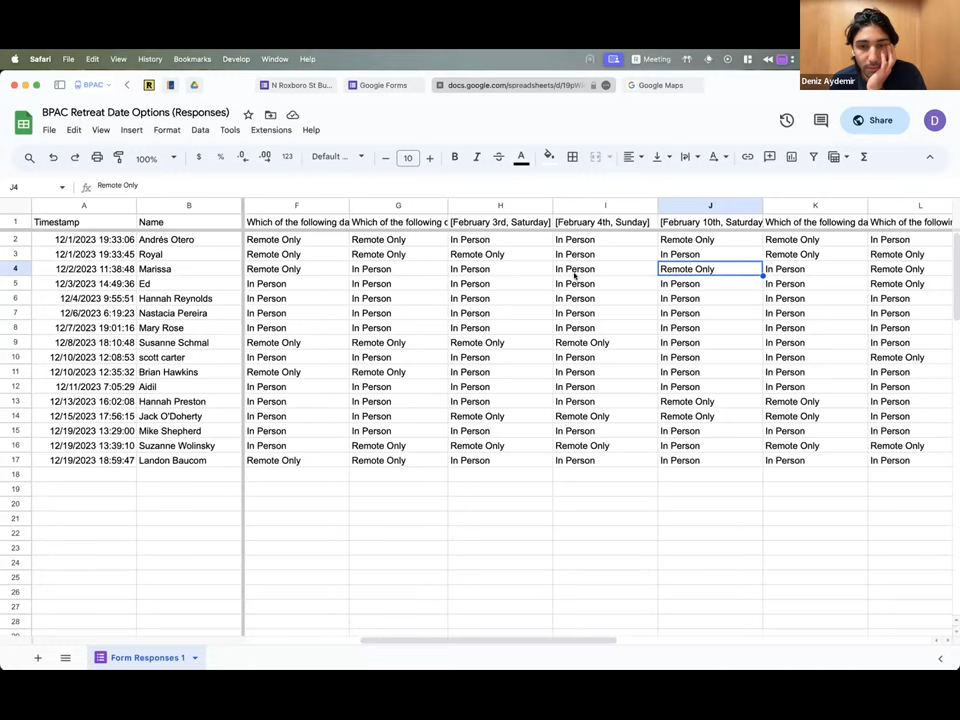 Deniz Aydemir
Safari File Edit View History Bookmarks Develop Window Help Meeting
BPAC N Roxboro St Bu... Google Forms docs.google.com/spreadsheets/d/19p Google Maps
BPAC Retreat Date Options (Responses)
Share D
File Edit View Insert Format Data Tools Extensions Help
100% $ % .0 .00 123 Default... 10 B I A
J4 fx Remote Only
A B F G H I J K L
1 Timestamp Name Which of the following da Which of the following d [February 3rd, Saturday] [February 4th, Sunday] [February 10th, Saturday Which of the following da Which of the followin
2 12/1/2023 19:33:06 Andrés Otero Remote Only Remote Only In Person In Person Remote Only Remote Only In Person
3 12/1/2023 19:33:45 Royal Remote Only Remote Only Remote Only In Person In Person Remote Only Remote Only
4 12/2/2023 11:38:48 Marissa Remote Only In Person In Person In Person Remote Only In Person Remote Only
5 12/3/2023 14:49:36 Ed In Person In Person In Person In Person In Person In Person Remote Only
6 12/4/2023 9:55:51 Hannah Reynolds In Person In Person In Person In Person In Person In Person In Person
7 12/6/2023 6:19:23 Nastacia Pereira In Person In Person In Person In Person In Person In Person In Person
8 12/7/2023 19:01:16 Mary Rose In Person In Person In Person In Person In Person In Person In Person
9 12/8/2023 18:10:48 Susanne Schmal Remote Only Remote Only Remote Only Remote Only In Person In Person In Person
10 12/10/2023 12:08:53 scott carter In Person In Person In Person In Person In Person In Person Remote Only
11 12/10/2023 12:35:32 Brian Hawkins Remote Only Remote Only In Person In Person In Person In Person In Person
12 12/11/2023 7:05:29 Aidil In Person In Person In Person In Person In Person In Person In Person
13 12/13/2023 16:02:08 Hannah Preston In Person In Person In Person In Person Remote Only Remote Only In Person
14 12/15/2023 17:56:15 Jack O'Doherty In Person In Person Remote Only Remote Only Remote Only In Person In Person
15 12/19/2023 13:29:00 Mike Shepherd In Person In Person In Person In Person In Person In Person In Person
16 12/19/2023 13:39:10 Suzanne Wolinsky In Person Remote Only Remote Only Remote Only In Person Remote Only Remote Only
17 12/19/2023 18:59:47 Landon Baucom Remote Only Remote Only In Person In Person In Person In Person In Person
18
19
20
21
22
23
24
25
26
27
28
Form Responses 1